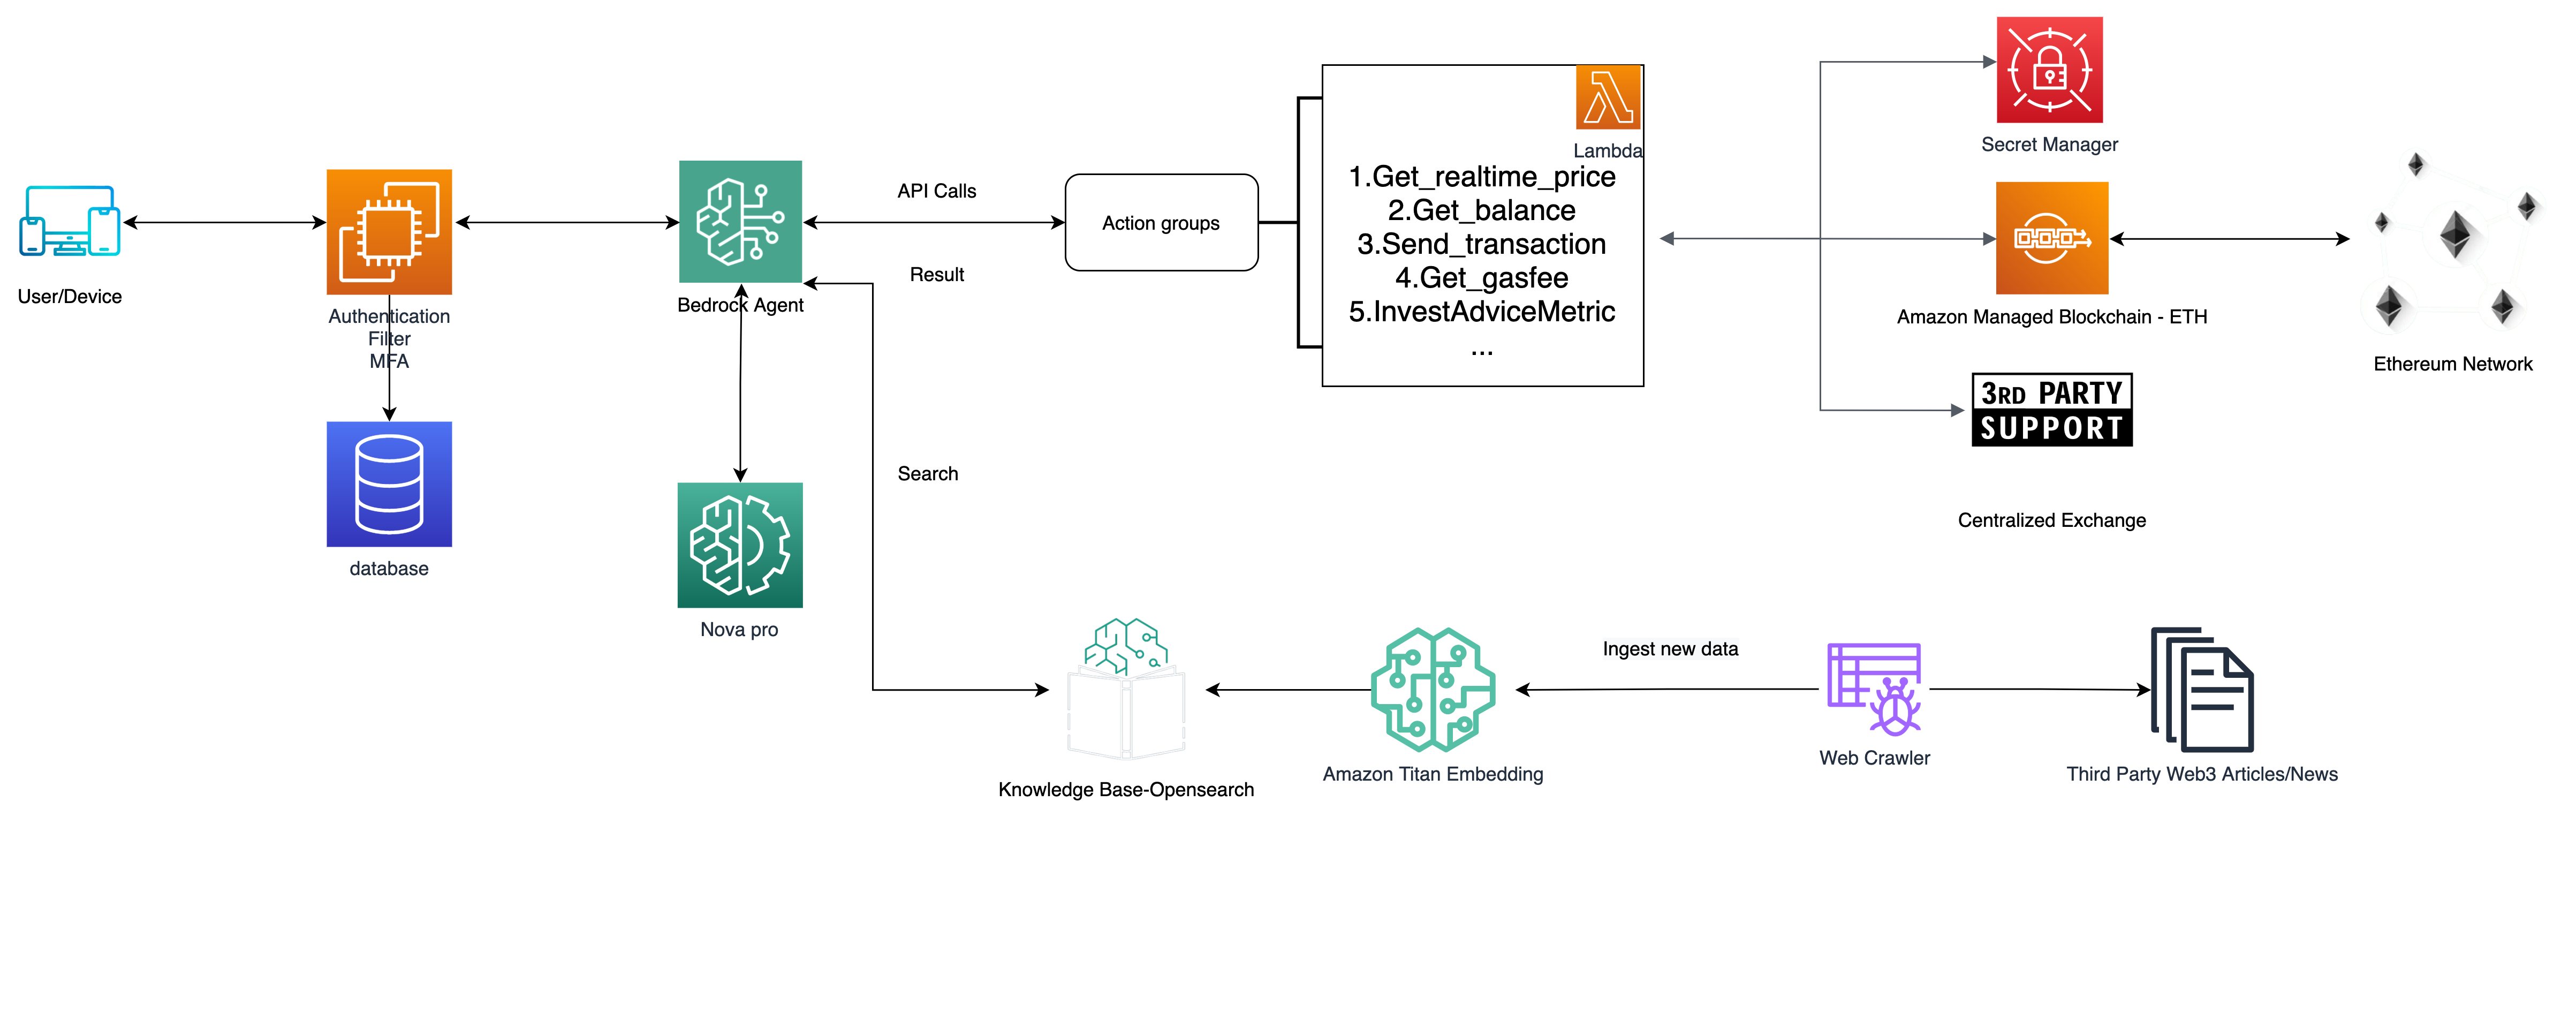 User/Device
Authentication
Filter
MFA
database
Bedrock Agent
Nova pro
API Calls
Result
Search
Action groups
Lambda
1.Get_realtime_price
2.Get_balance
3.Send_transaction
4.Get_gasfee
5.InvestAdviceMetric
...
Secret Manager
Amazon Managed Blockchain - ETH
Ethereum Network
3RD PARTY
SUPPORT
Centralized Exchange
Knowledge Base-Opensearch
Amazon Titan Embedding
Ingest new data
Web Crawler
Third Party Web3 Articles/News